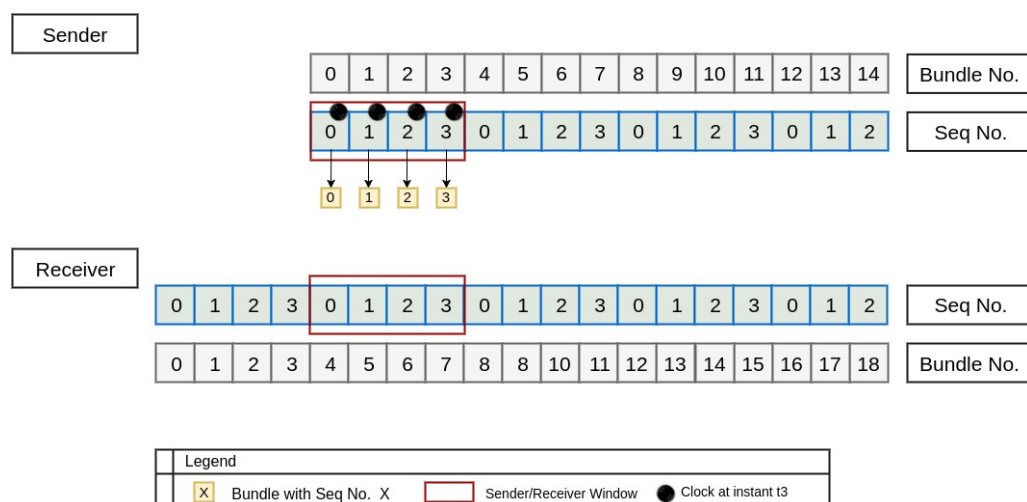 Sender
0 1 2 3 4 5 6 7 8 9 10 11 12 13 14 Bundle No.
0 1 2 3 0 1 2 3 0 1 2 3 0 1 2 Seq No.
0 1 2 3
Receiver
0 1 2 3 0 1 2 3 0 1 2 3 0 1 2 3 0 1 2 Seq No.
0 1 2 3 4 5 6 7 8 8 10 11 12 13 14 15 16 17 18 Bundle No.
Legend
X Bundle with Seq No. X Sender/Receiver Window Clock at instant t3